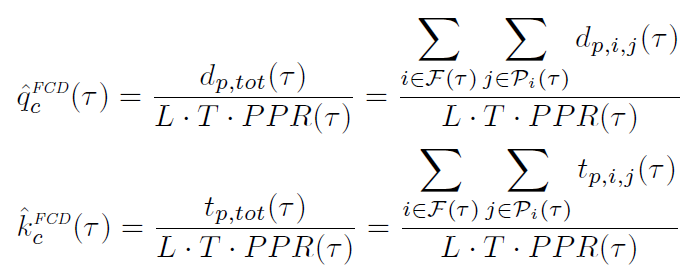 $\hat{q}_c^{FCD}(\tau) = \frac{d_{p,tot}(\tau)}{L \cdot T \cdot PPR(\tau)} = \frac{\sum_{i \in \mathcal{F}(\tau)} \sum_{j \in \mathcal{P}_i(\tau)} d_{p,i,j}(\tau)}{L \cdot T \cdot PPR(\tau)}$
$\hat{k}_c^{FCD}(\tau) = \frac{t_{p,tot}(\tau)}{L \cdot T \cdot PPR(\tau)} = \frac{\sum_{i \in \mathcal{F}(\tau)} \sum_{j \in \mathcal{P}_i(\tau)} t_{p,i,j}(\tau)}{L \cdot T \cdot PPR(\tau)}$